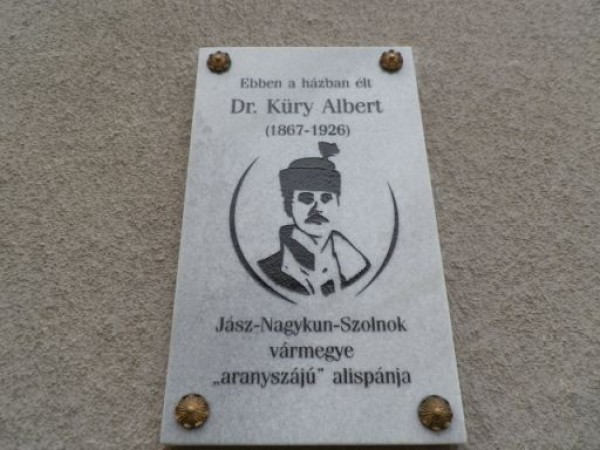 Ebben a házban élt
Dr. Küry Albert
(1867-1926)
Jász-Nagykun-Szolnok
vármegye
„aranyszájú” alispánja